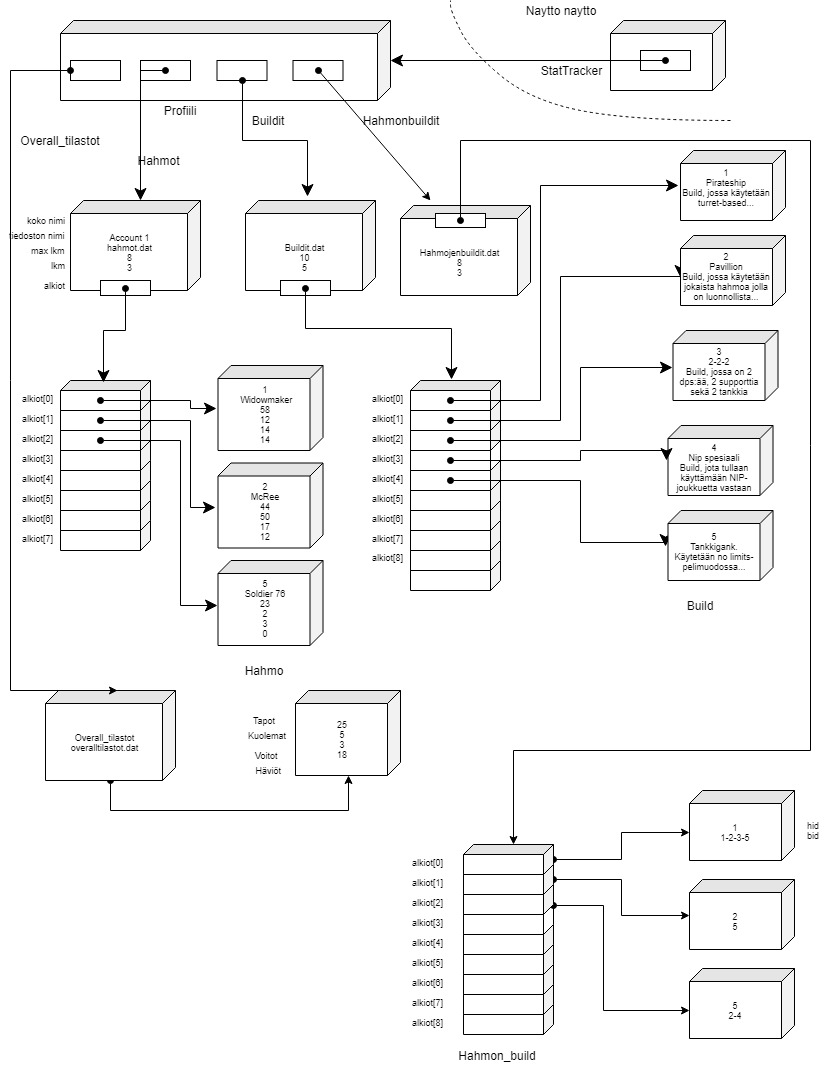 Naytto naytto
StatTracker
Profiili
Buildit
Hahmonbuildit
Overall_tilastot
Hahmot
koko nimi
tiedoston nimi
max lkm
lkm
alkiot
Account 1
hahmot.dat
8
3
Buildit.dat
10
5
Hahmojenbuildit.dat
8
3
1
Pirateship
Build, jossa käytetään
turret-based...
2
Pavillion
Build, jossa käytetään
jokaista hahmoa jolla
on luonnollista...
3
2-2-2
Build, jossa on 2
dps:ää, 2 supporttia
sekä 2 tankkia
4
Nip spesiaali
Build, jota tullaan
käyttämään NIP-
joukkuetta vastaan
5
Tankkigank.
Käytetään no limits-
pelimuodossa...
Build
alkiot[0]
alkiot[1]
alkiot[2]
alkiot[3]
alkiot[4]
alkiot[5]
alkiot[6]
alkiot[7]
1
Widowmaker
58
12
14
14
2
McRee
44
50
17
12
5
Soldier 76
23
2
3
0
Hahmo
alkiot[0]
alkiot[1]
alkiot[2]
alkiot[3]
alkiot[4]
alkiot[5]
alkiot[6]
alkiot[7]
alkiot[8]
Overall_tilastot
overalltilastot.dat
Tapot
Kuolemat
Voitot
Häviöt
25
5
3
18
alkiot[0]
alkiot[1]
alkiot[2]
alkiot[3]
alkiot[4]
alkiot[5]
alkiot[6]
alkiot[7]
alkiot[8]
Hahmon_build
1
1-2-3-5
hid
bid
2
5
5
2-4